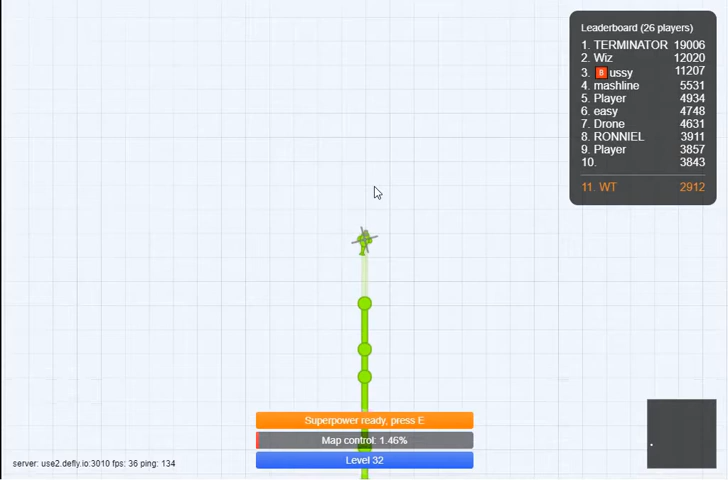 Leaderboard (26 players)
1. TERMINATOR 19006
2. Wiz 12020
3. B ussy 11207
4. mashline 5531
5. Player 4934
6. easy 4748
7. Drone 4631
8. RONNIEL 3911
9. Player 3857
10. 3843
11. WT 2912
Superpower ready, press E
Map control: 1.46%
Level 32
server: use2.defly.io:3010 fps: 36 ping: 134